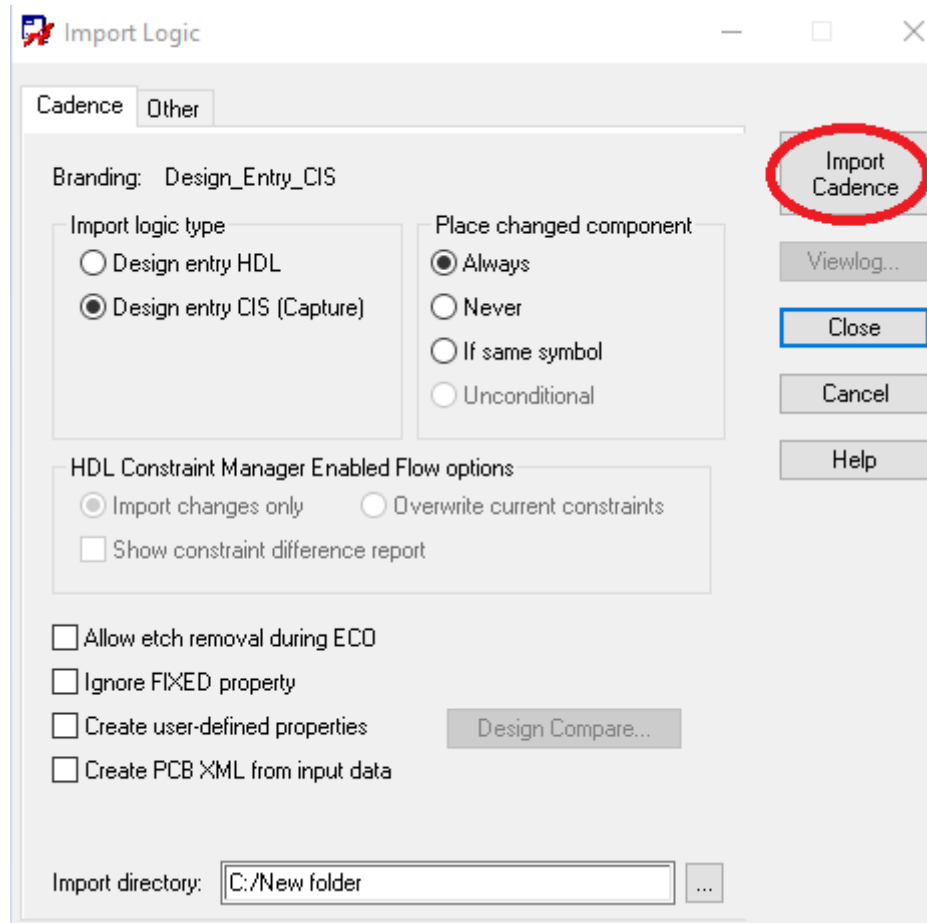 Import Logic
Cadence
Other
Branding: Design_Entry_CIS
Import logic type
Design entry HDL
Design entry CIS (Capture)
Place changed component
Always
Never
If same symbol
Unconditional
HDL Constraint Manager Enabled Flow options
Import changes only
Overwrite current constraints
Show constraint difference report
Allow etch removal during ECO
Ignore FIXED property
Create user-defined properties
Design Compare...
Create PCB XML from input data
Import directory:
C:/New folder
...
Import
Cadence
Viewlog...
Close
Cancel
Help